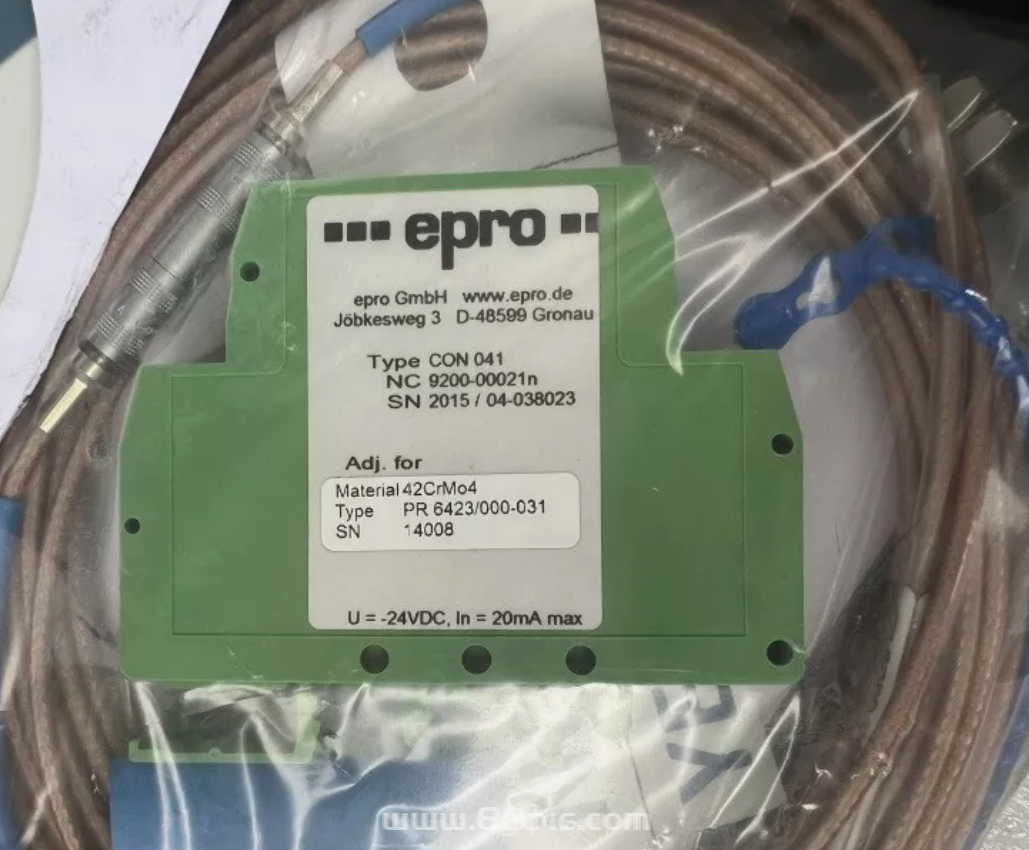 epro
epro GmbH www.epro.de
Jöbkesweg 3 D-48599 Gronau
Type CON 041
NC 9200-00021n
SN 2015 / 04-038023
Adj. for
Material 42CrMo4
Type PR 6423/000-031
SN 14008
U = -24VDC, In = 20mA max